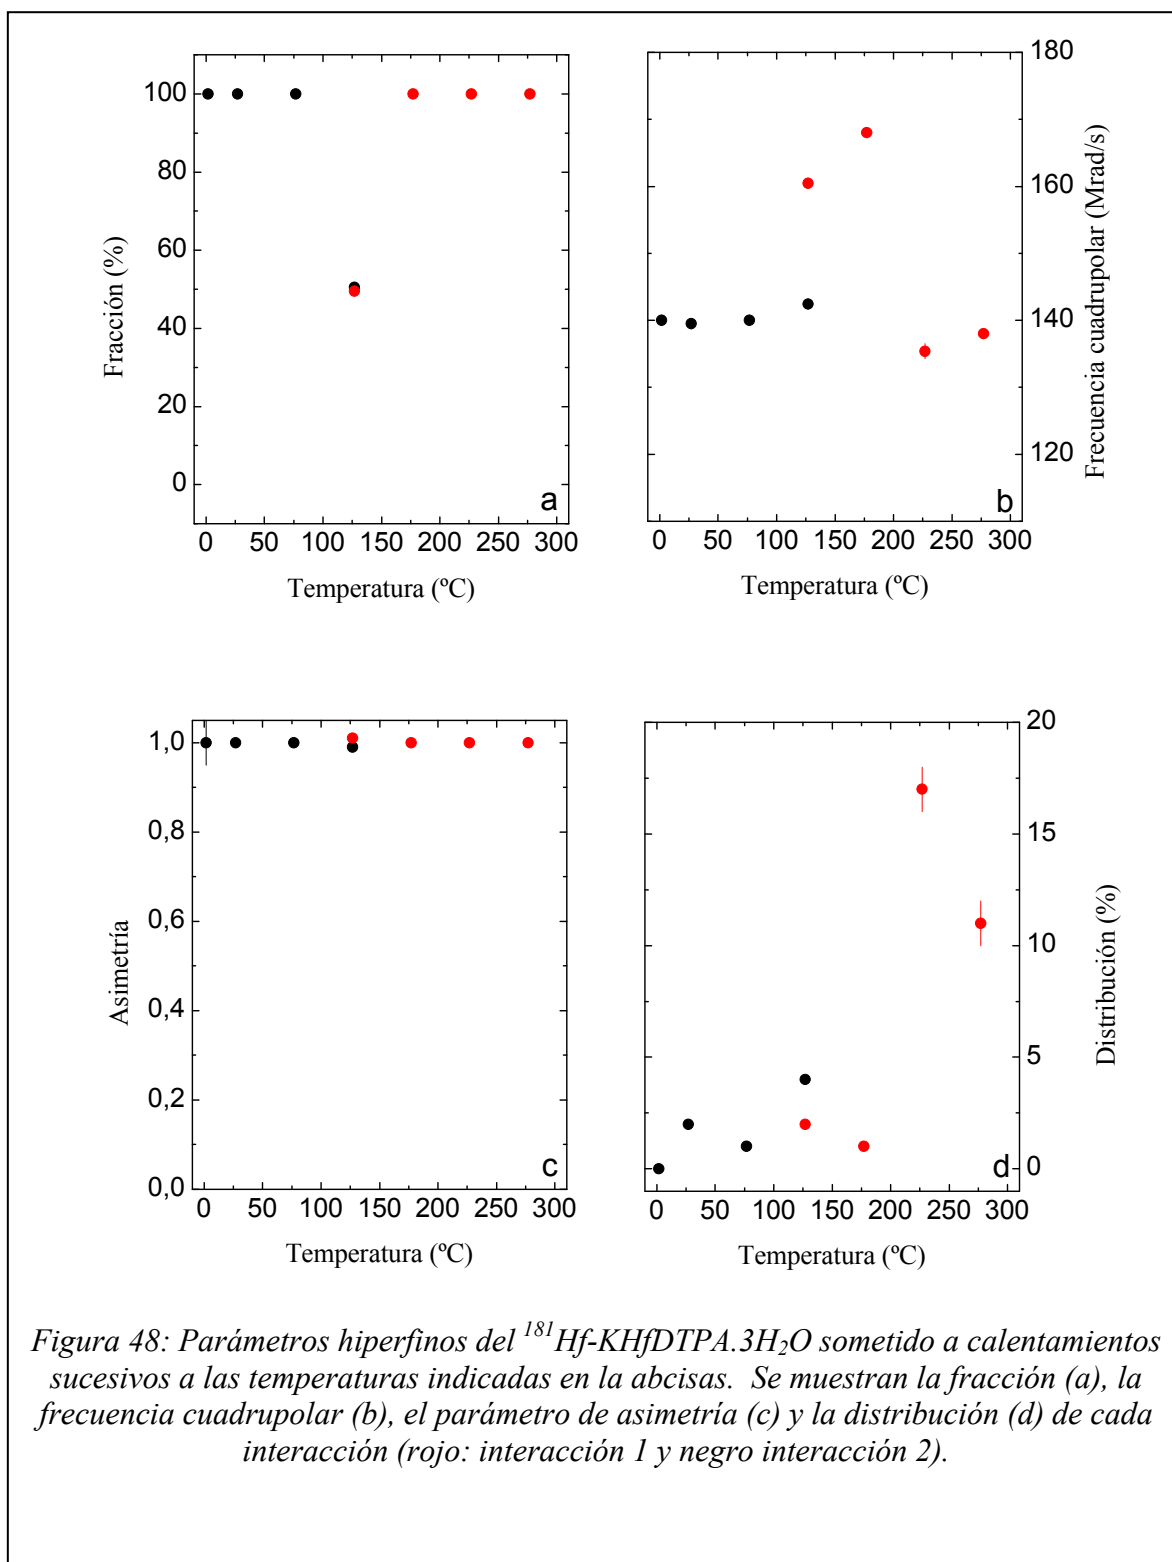 100
80
60
40
20
0
Fracción (%)
a
0 50 100 150 200 250 300
Temperatura (ºC)
180
160
140
120
Frecuencia cuadrupolar (Mrad/s)
b
0 50 100 150 200 250 300
Temperatura (ºC)
1,0
0,8
0,6
0,4
0,2
0,0
Asimetría
c
0 50 100 150 200 250 300
Temperatura (ºC)
20
15
10
5
0
Distribución (%)
d
0 50 100 150 200 250 300
Temperatura (ºC)
Figura 48: Parámetros hiperfinos del ¹⁸¹Hf-KHfDTPA.3H₂O sometido a calentamientos
sucesivos a las temperaturas indicadas en la abcisas. Se muestran la fracción (a), la
frecuencia cuadrupolar (b), el parámetro de asimetría (c) y la distribución (d) de cada
interacción (rojo: interacción 1 y negro interacción 2).